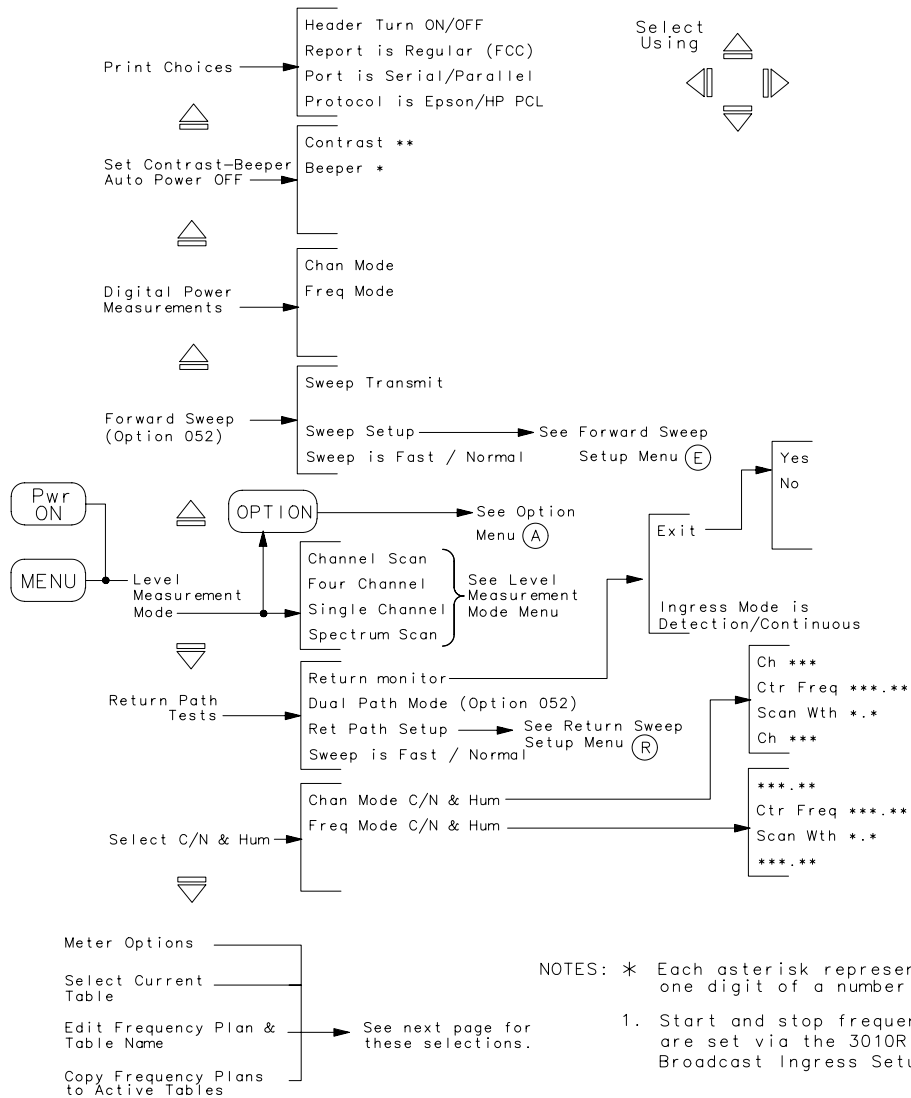 Header Turn ON/OFF
Report is Regular (FCC)
Port is Serial/Parallel
Protocol is Epson/HP PCL
Print Choices
Select
Using
Contrast **
Beeper *
Set Contrast-Beeper
Auto Power OFF
Chan Mode
Freq Mode
Digital Power
Measurements
Sweep Transmit
Sweep Setup
Sweep is Fast / Normal
Forward Sweep
(Option 052)
See Forward Sweep
Setup Menu (E)
Pwr
ON
MENU
Level
Measurement
Mode
OPTION
See Option
Menu (A)
Channel Scan
Four Channel
Single Channel
Spectrum Scan
See Level
Measurement
Mode Menu
Exit
Yes
No
Ingress Mode is
Detection/Continuous
Return Path
Tests
Return monitor
Dual Path Mode (Option 052)
Ret Path Setup
Sweep is Fast / Normal
See Return Sweep
Setup Menu (R)
Ch ***
Ctr Freq ***.**
Scan Wth *.*
Ch ***
Select C/N & Hum
Chan Mode C/N & Hum
Freq Mode C/N & Hum
***.**
Ctr Freq ***.**
Scan Wth *.*
***.**
Meter Options
Select Current
Table
Edit Frequency Plan &
Table Name
Copy Frequency Plans
to Active Tables
See next page for
these selections.
NOTES: * Each asterisk represen
one digit of a number
1. Start and stop frequen
are set via the 3010R
Broadcast Ingress Setu